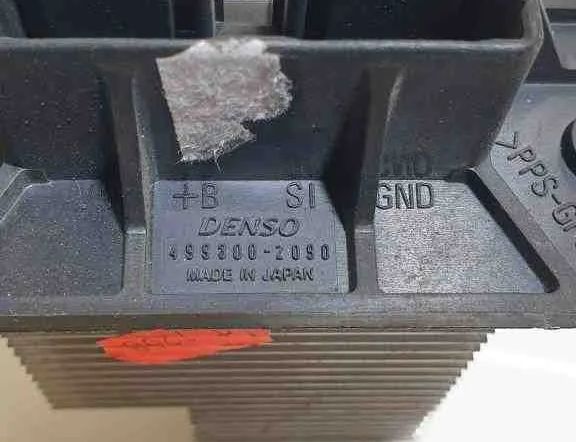 +B SI GND
DENSO
499300-2090
MADE IN JAPAN
>PPS-G